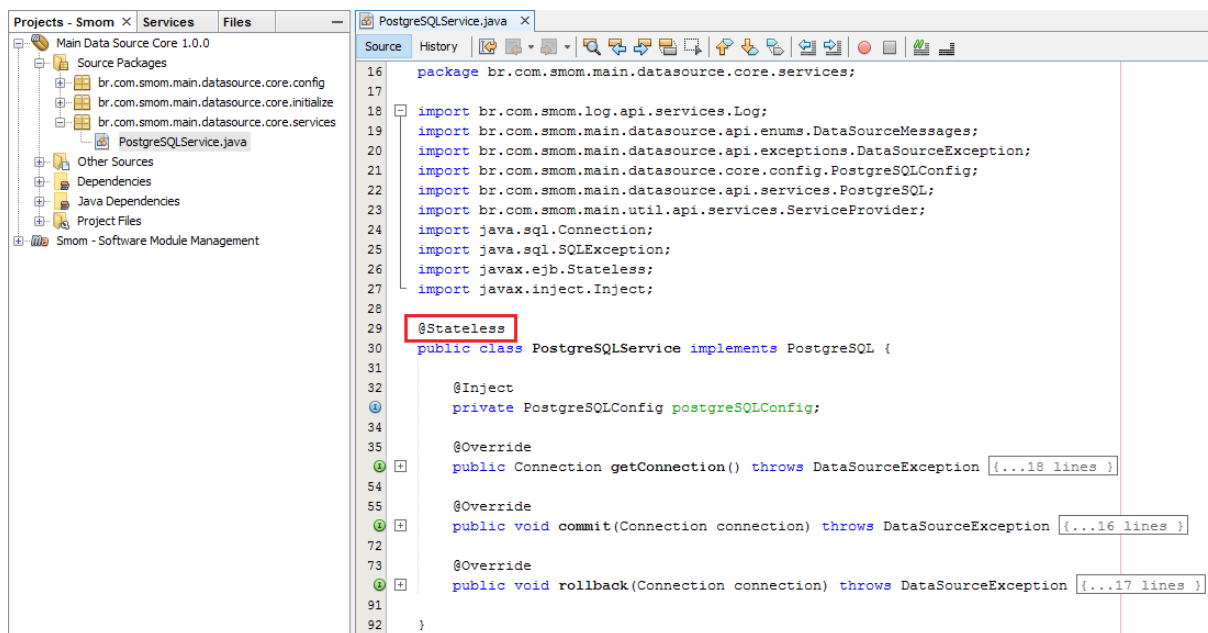 Projects - Smom × Services Files
Main Data Source Core 1.0.0
Source Packages
br.com.smom.main.datasource.core.config
br.com.smom.main.datasource.core.initialize
br.com.smom.main.datasource.core.services
PostgreSQLService.java
Other Sources
Dependencies
Java Dependencies
Project Files
Smom - Software Module Management
PostgreSQLService.java ×
Source History
16 package br.com.smom.main.datasource.core.services;
17
18 import br.com.smom.log.api.services.Log;
19 import br.com.smom.main.datasource.api.enums.DataSourceMessages;
20 import br.com.smom.main.datasource.api.exceptions.DataSourceException;
21 import br.com.smom.main.datasource.core.config.PostgreSQLConfig;
22 import br.com.smom.main.datasource.api.services.PostgreSQL;
23 import br.com.smom.main.util.api.services.ServiceProvider;
24 import java.sql.Connection;
25 import java.sql.SQLException;
26 import javax.ejb.Stateless;
27 import javax.inject.Inject;
28
29 @Stateless
30 public class PostgreSQLService implements PostgreSQL {
31
32 @Inject
private PostgreSQLConfig postgreSQLConfig;
34
35 @Override
public Connection getConnection() throws DataSourceException {...18 lines }
54
55 @Override
public void commit(Connection connection) throws DataSourceException {...16 lines }
72
73 @Override
public void rollback(Connection connection) throws DataSourceException {...17 lines }
91
92 }